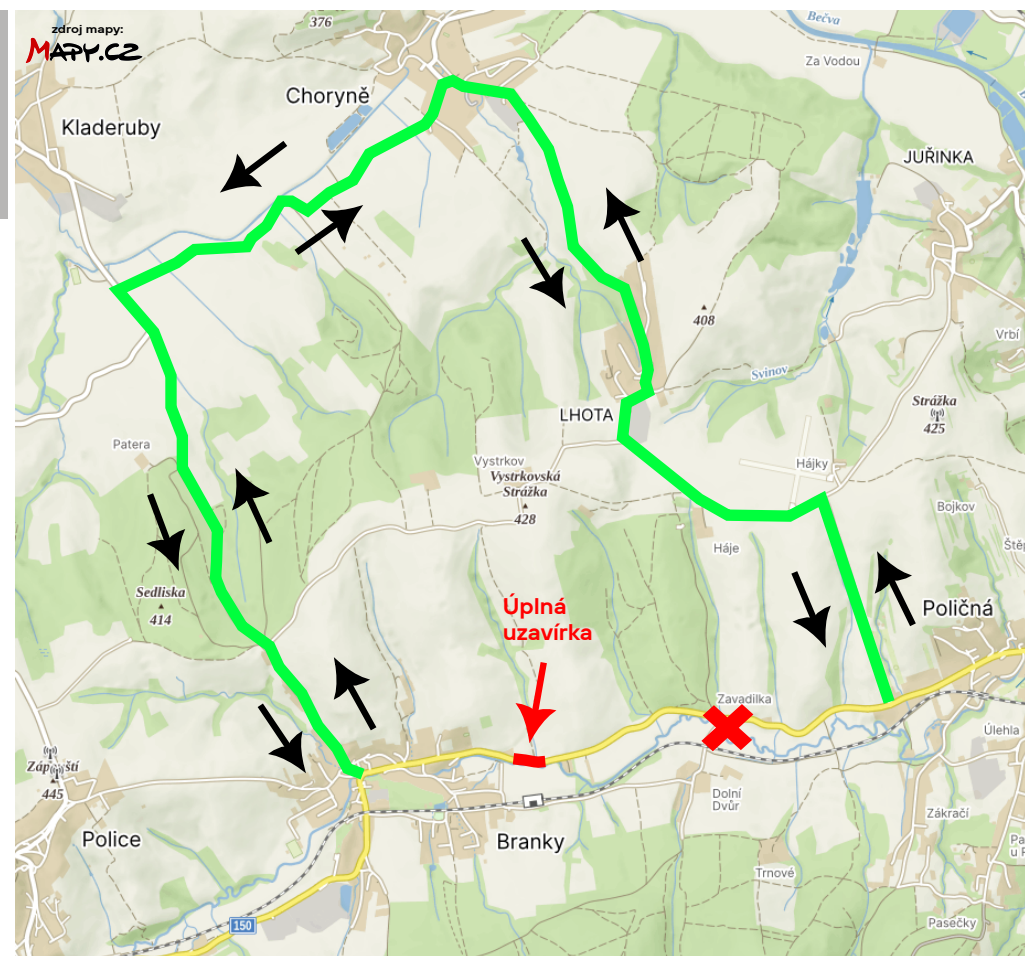 zdroj mapy:
MAPY.CZ
376
Bečva
Za Vodou
Choryně
Kladeruby
JUŘINKA
408
Vrbí
Svinov
Strážka
425
LHOTA
Patera
Vystrkov
Vystrkovská
Strážka
428
Hájky
Bojkov
Háje
Sedliska
414
Úplná
uzavírka
Poličná
Zavadilka
Úlehla
445
Dolní
Dvůr
Zákračí
Police
Branky
Trnové
150
Pasečky